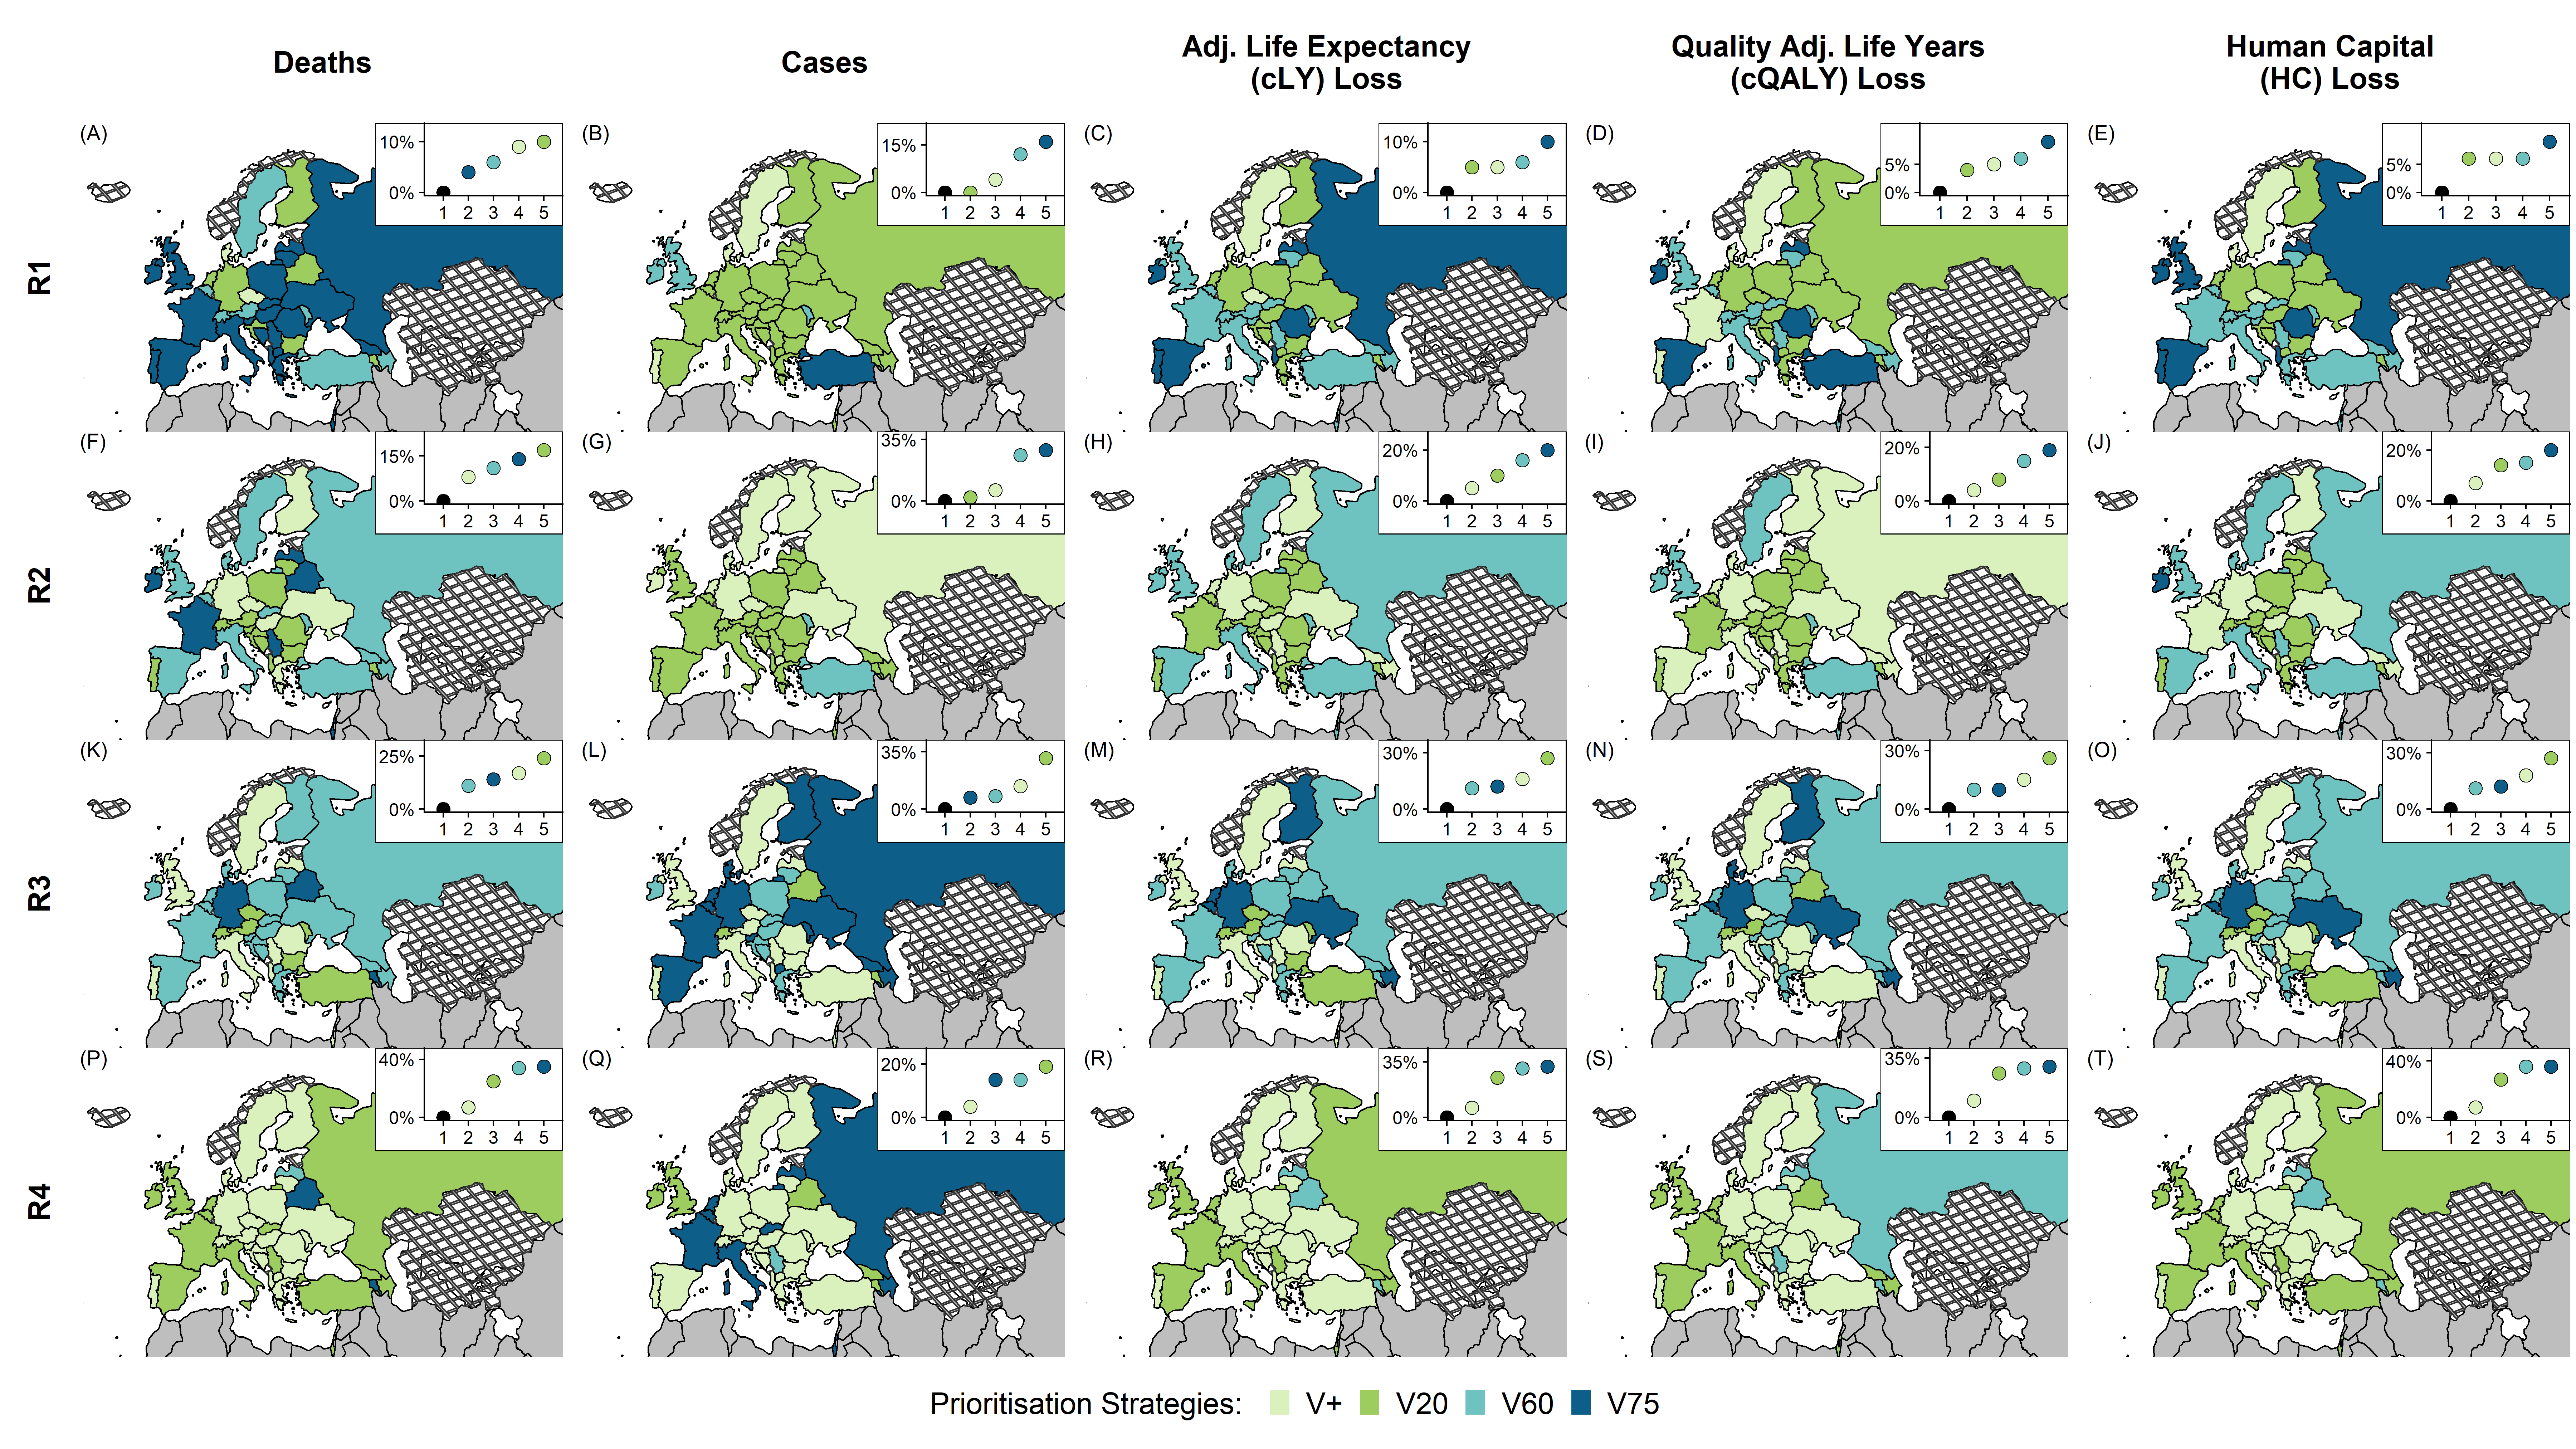 Deaths
Cases
Adj. Life Expectancy
(cLY) Loss
Quality Adj. Life Years
(cQALY) Loss
Human Capital
(HC) Loss
R1
(A)
10%
0%
1 2 3 4 5
(B)
15%
0%
1 2 3 4 5
(C)
10%
0%
1 2 3 4 5
(D)
5%
0%
1 2 3 4 5
(E)
5%
0%
1 2 3 4 5
R2
(F)
15%
0%
1 2 3 4 5
(G)
35%
0%
1 2 3 4 5
(H)
20%
0%
1 2 3 4 5
(I)
20%
0%
1 2 3 4 5
(J)
20%
0%
1 2 3 4 5
R3
(K)
25%
0%
1 2 3 4 5
(L)
35%
0%
1 2 3 4 5
(M)
30%
0%
1 2 3 4 5
(N)
30%
0%
1 2 3 4 5
(O)
30%
0%
1 2 3 4 5
R4
(P)
40%
0%
1 2 3 4 5
(Q)
20%
0%
1 2 3 4 5
(R)
35%
0%
1 2 3 4 5
(S)
35%
0%
1 2 3 4 5
(T)
40%
0%
1 2 3 4 5
Prioritisation Strategies: V+ V20 V60 V75